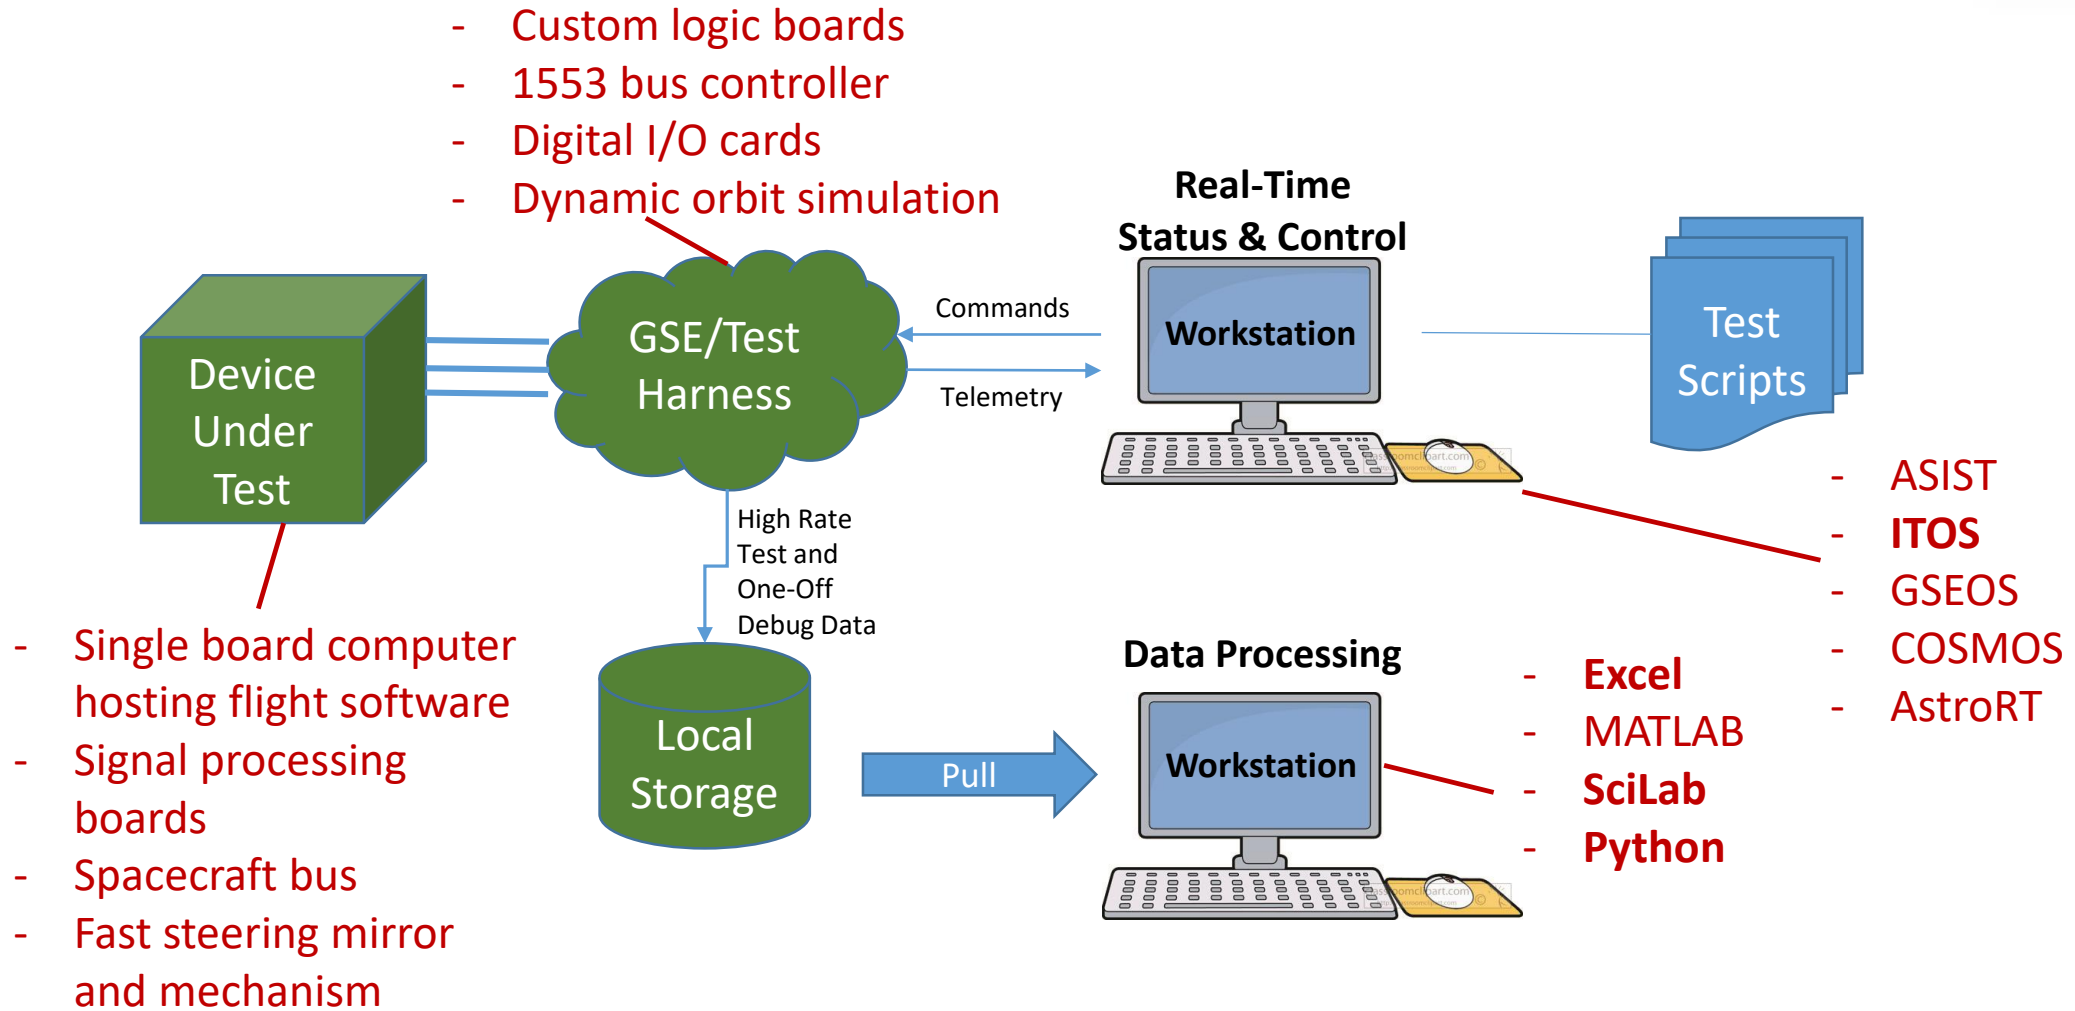 - Custom logic boards
- 1553 bus controller
- Digital I/O cards
- Dynamic orbit simulation
Real-Time
Status & Control
Device
Under
Test
GSE/Test
Harness
Commands
Telemetry
Workstation
Test
Scripts
- ASIST
- ITOS
- GSEOS
- COSMOS
- AstroRT
High Rate
Test and
One-Off
Debug Data
- Single board computer
hosting flight software
- Signal processing
boards
- Spacecraft bus
- Fast steering mirror
and mechanism
Local
Storage
Pull
Data Processing
Workstation
- Excel
- MATLAB
- SciLab
- Python